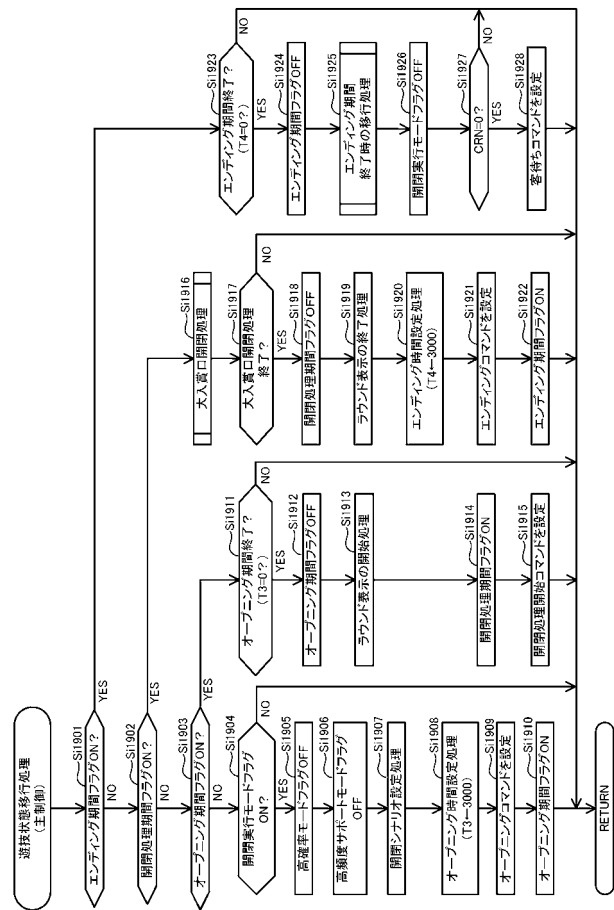 遊技状態移行処理
(主制御)
Si1901
エンディング期間フラグON?
YES
NO
Si1902
開閉処理期間フラグON?
YES
NO
Si1903
オープニング期間フラグON?
YES
NO
Si1904
開閉実行モードフラグ
ON?
NO
YES
Si1905
高確率モードフラグOFF
Si1906
高頻度サポートモードフラグ
OFF
Si1907
開閉シナリオ設定処理
Si1908
オープニング時間設定処理
(T3←3000)
Si1909
オープニングコマンドを設定
Si1910
オープニング期間フラグON
RETURN
Si1911
オープニング期間終了?
(T3=0?)
NO
YES
Si1912
オープニング期間フラグOFF
Si1913
ラウンド表示の開始処理
Si1914
開閉処理期間フラグON
Si1915
開閉処理開始コマンドを設定
Si1916
大入賞口開閉処理
Si1917
大入賞口開閉処理
終了?
NO
YES
Si1918
開閉処理期間フラグOFF
Si1919
ラウンド表示の終了処理
Si1920
エンディング時間設定処理
(T4←3000)
Si1921
エンディングコマンドを設定
Si1922
エンディング期間フラグON
Si1923
エンディング期間終了?
(T4=0?)
NO
YES
Si1924
エンディング期間フラグOFF
Si1925
エンディング期間
終了時の移行処理
Si1926
開閉実行モードフラグOFF
Si1927
CRN=0?
NO
YES
Si1928
客待ちコマンドを設定